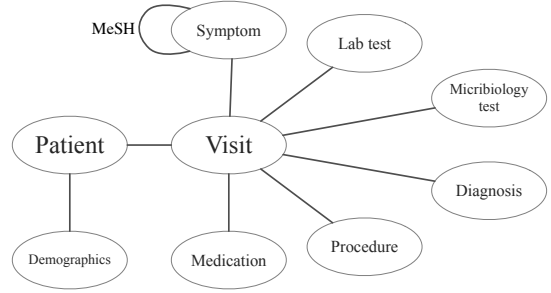 MeSH
Symptom
Lab test
Micribiology
test
Patient
Visit
Diagnosis
Demographics
Medication
Procedure